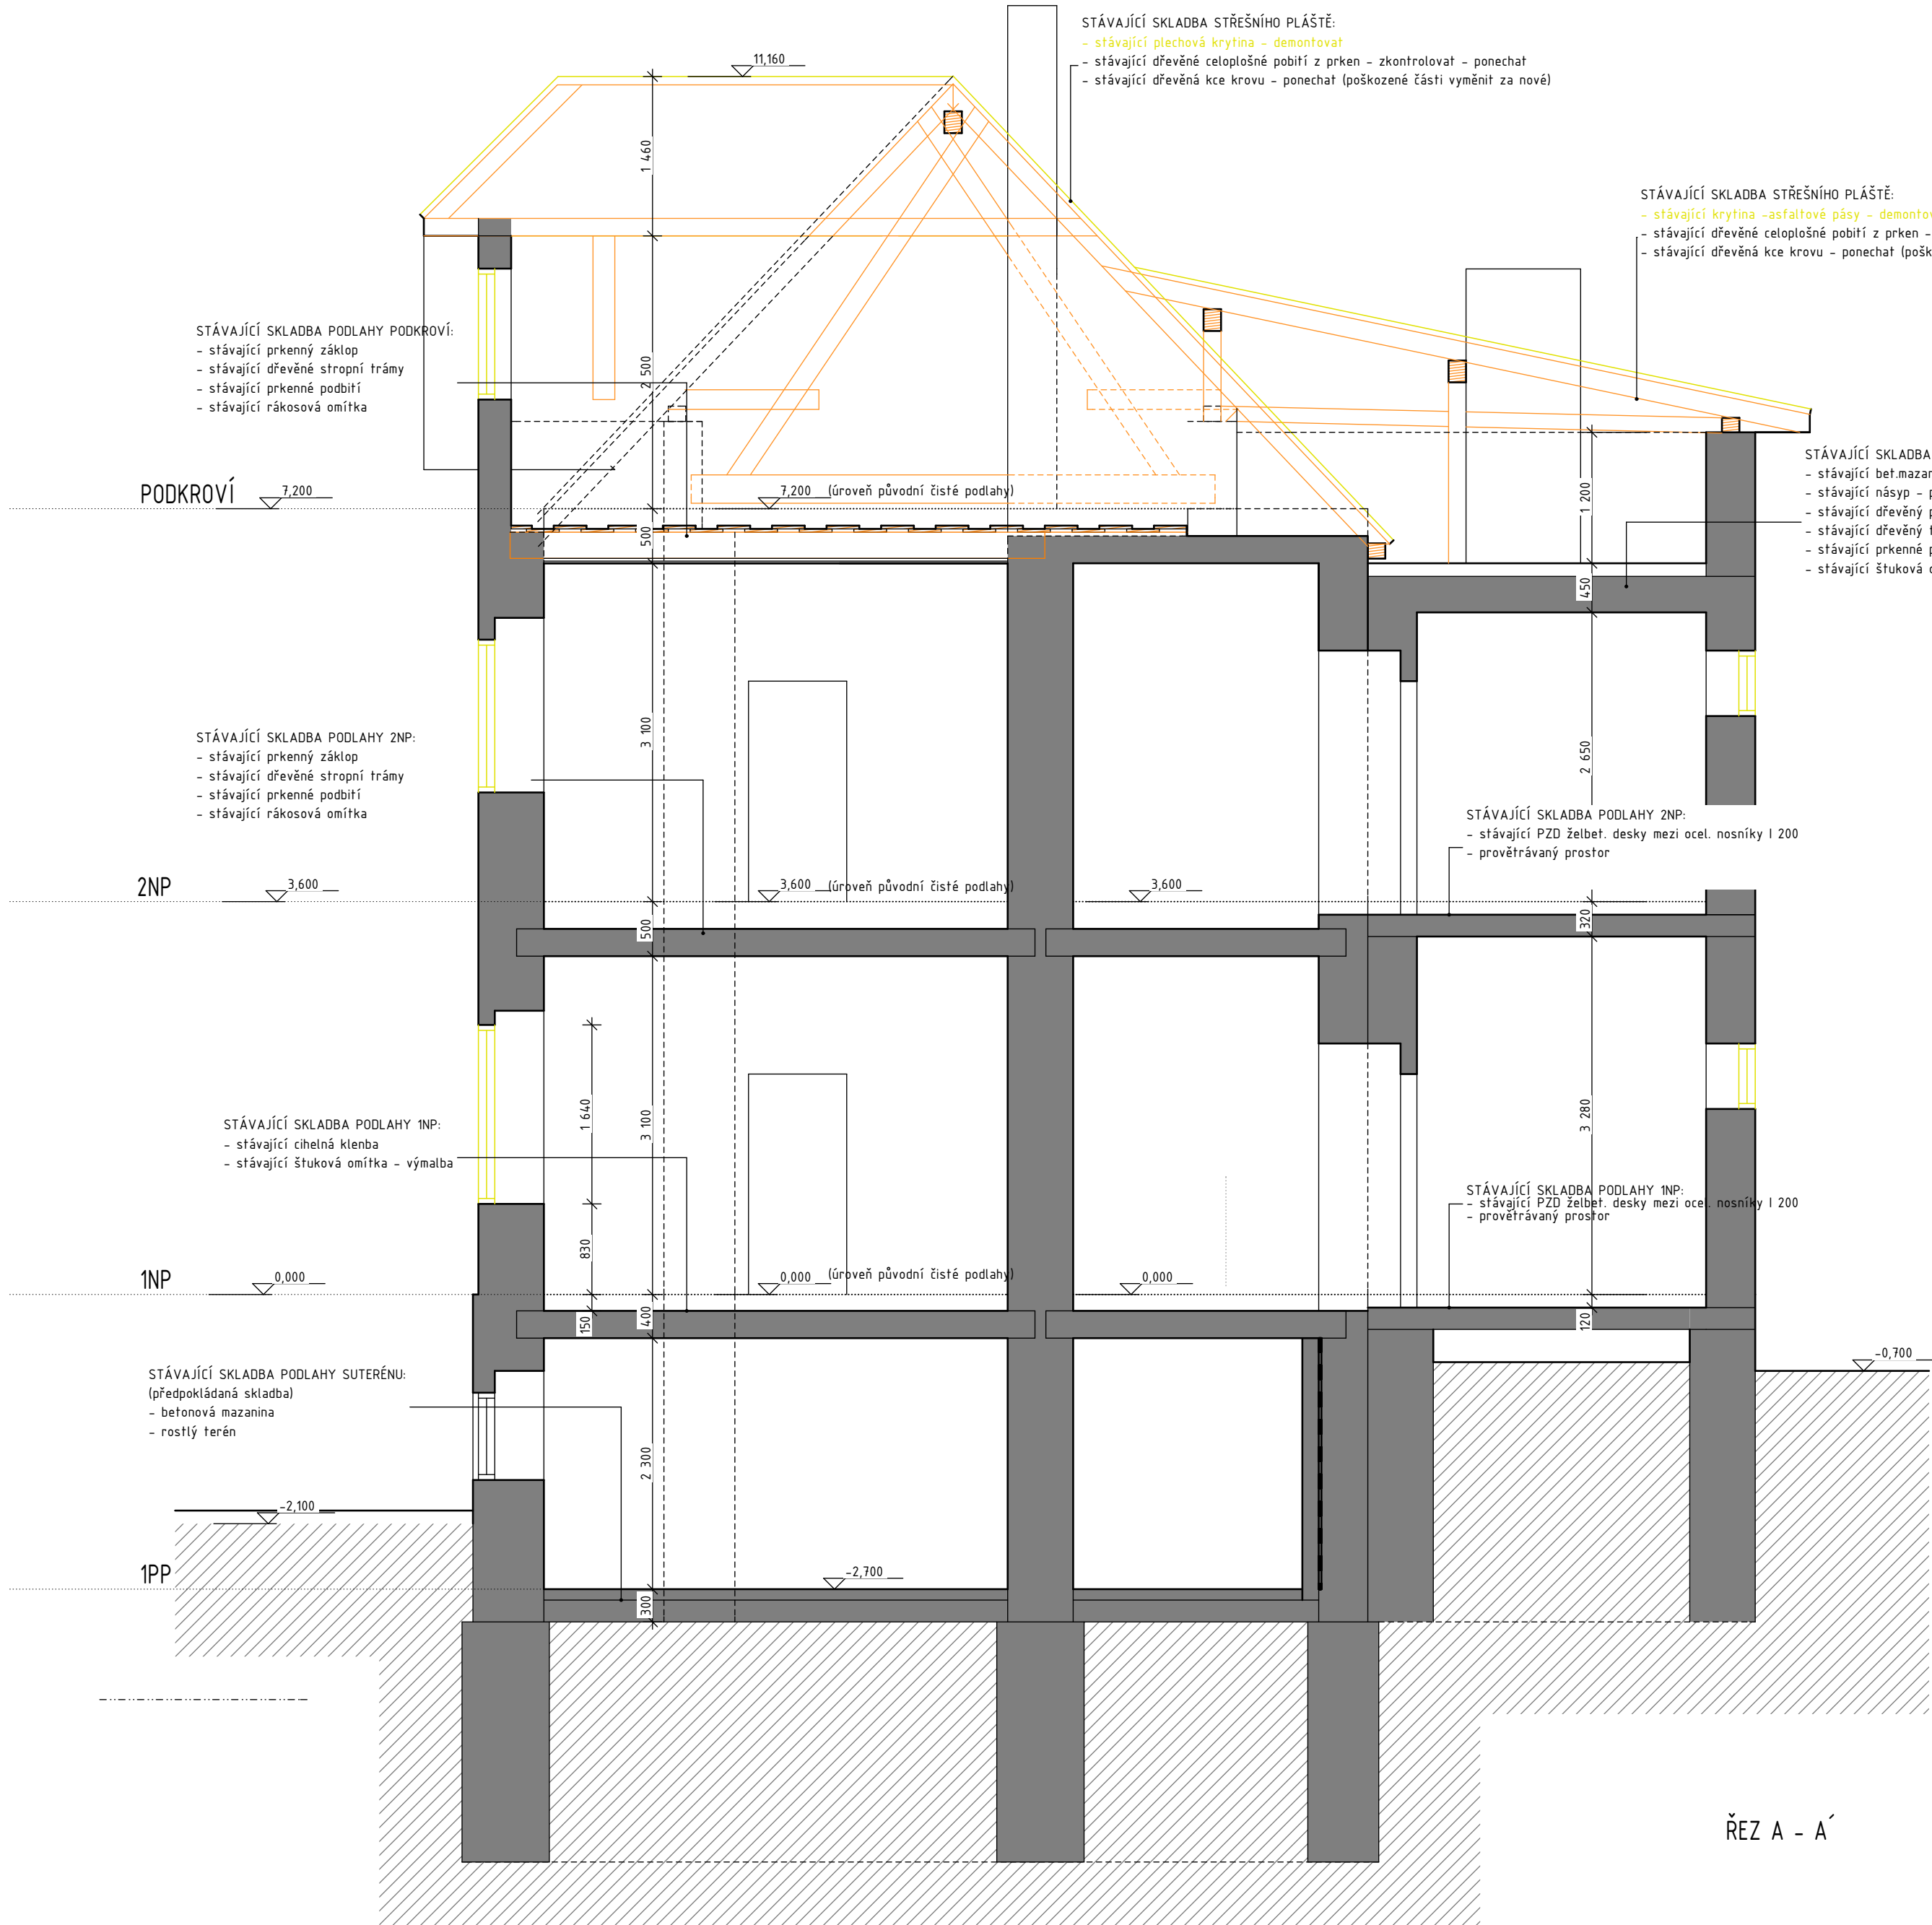 STÁVAJÍCÍ SKLADBA STŘEŠNÍHO PLÁŠTĚ:
- stávající plechová krytina - demontovat
- stávající dřevěné celoplošné pobití z prken - zkontrolovat - ponechat
- stávající dřevěná kce krovu - ponechat (poškozené části vyměnit za nové)
11,160
1 460
STÁVAJÍCÍ SKLADBA STŘEŠNÍHO PLÁŠTĚ:
- stávající krytina -asfaltové pásy -
- stávající dřevěné celoplošné pobití z prken -
- stávající dřevěná kce krovu - ponechat
STÁVAJÍCÍ SKLADBA PODLAHY PODKROVÍ:
- stávající prkenný záklop
- stávající dřevěné stropní trámy
- stávající prkenné podbití
- stávající rákosová omítka
2 500
STÁVAJÍCÍ SKLADBA
- stávající
- stávající násyp -
- stávající dřevěný
- stávající dřevěný
- stávající prkenné
- stávající štuková
PODKROVÍ
7,200
7,200 (úroveň původní čisté podlahy)
1 200
500
450
3 100
2 650
STÁVAJÍCÍ SKLADBA PODLAHY 2NP:
- stávající prkenný záklop
- stávající dřevěné stropní trámy
- stávající prkenné podbití
- stávající rákosová omítka
STÁVAJÍCÍ SKLADBA PODLAHY 2NP:
- stávající PZD želbet. desky mezi ocel. nosníky I 200
- provětrávaný prostor
2NP
3,600
3,600 (úroveň původní čisté podlahy)
3,600
500
320
1 640
3 100
3 280
STÁVAJÍCÍ SKLADBA PODLAHY 1NP:
- stávající cihelná klenba
- stávající štuková omítka - výmalba
STÁVAJÍCÍ SKLADBA PODLAHY 1NP:
- stávající PZD želbet. desky mezi ocel. nosníky I 200
- provětrávaný prostor
830
1NP
0,000
0,000 (úroveň původní čisté podlahy)
0,000
150
400
120
-0,700
STÁVAJÍCÍ SKLADBA PODLAHY SUTERÉNU:
(předpokládaná skladba)
- betonová mazanina
- rostlý terén
2 300
-2,100
1PP
-2,700
300
ŘEZ A - A´